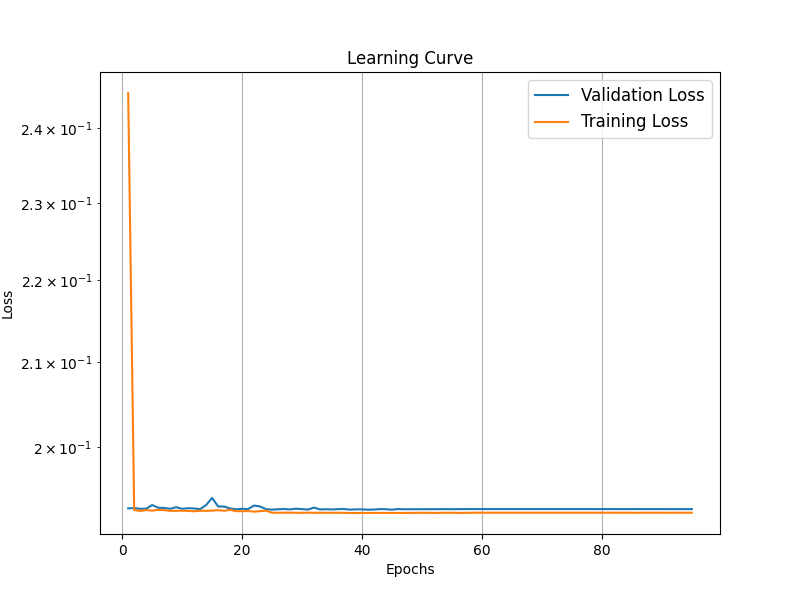 Learning Curve
Validation Loss
Training Loss
2.4 × 10⁻¹
2.3 × 10⁻¹
2.2 × 10⁻¹
2.1 × 10⁻¹
2 × 10⁻¹
Loss
0 20 40 60 80
Epochs